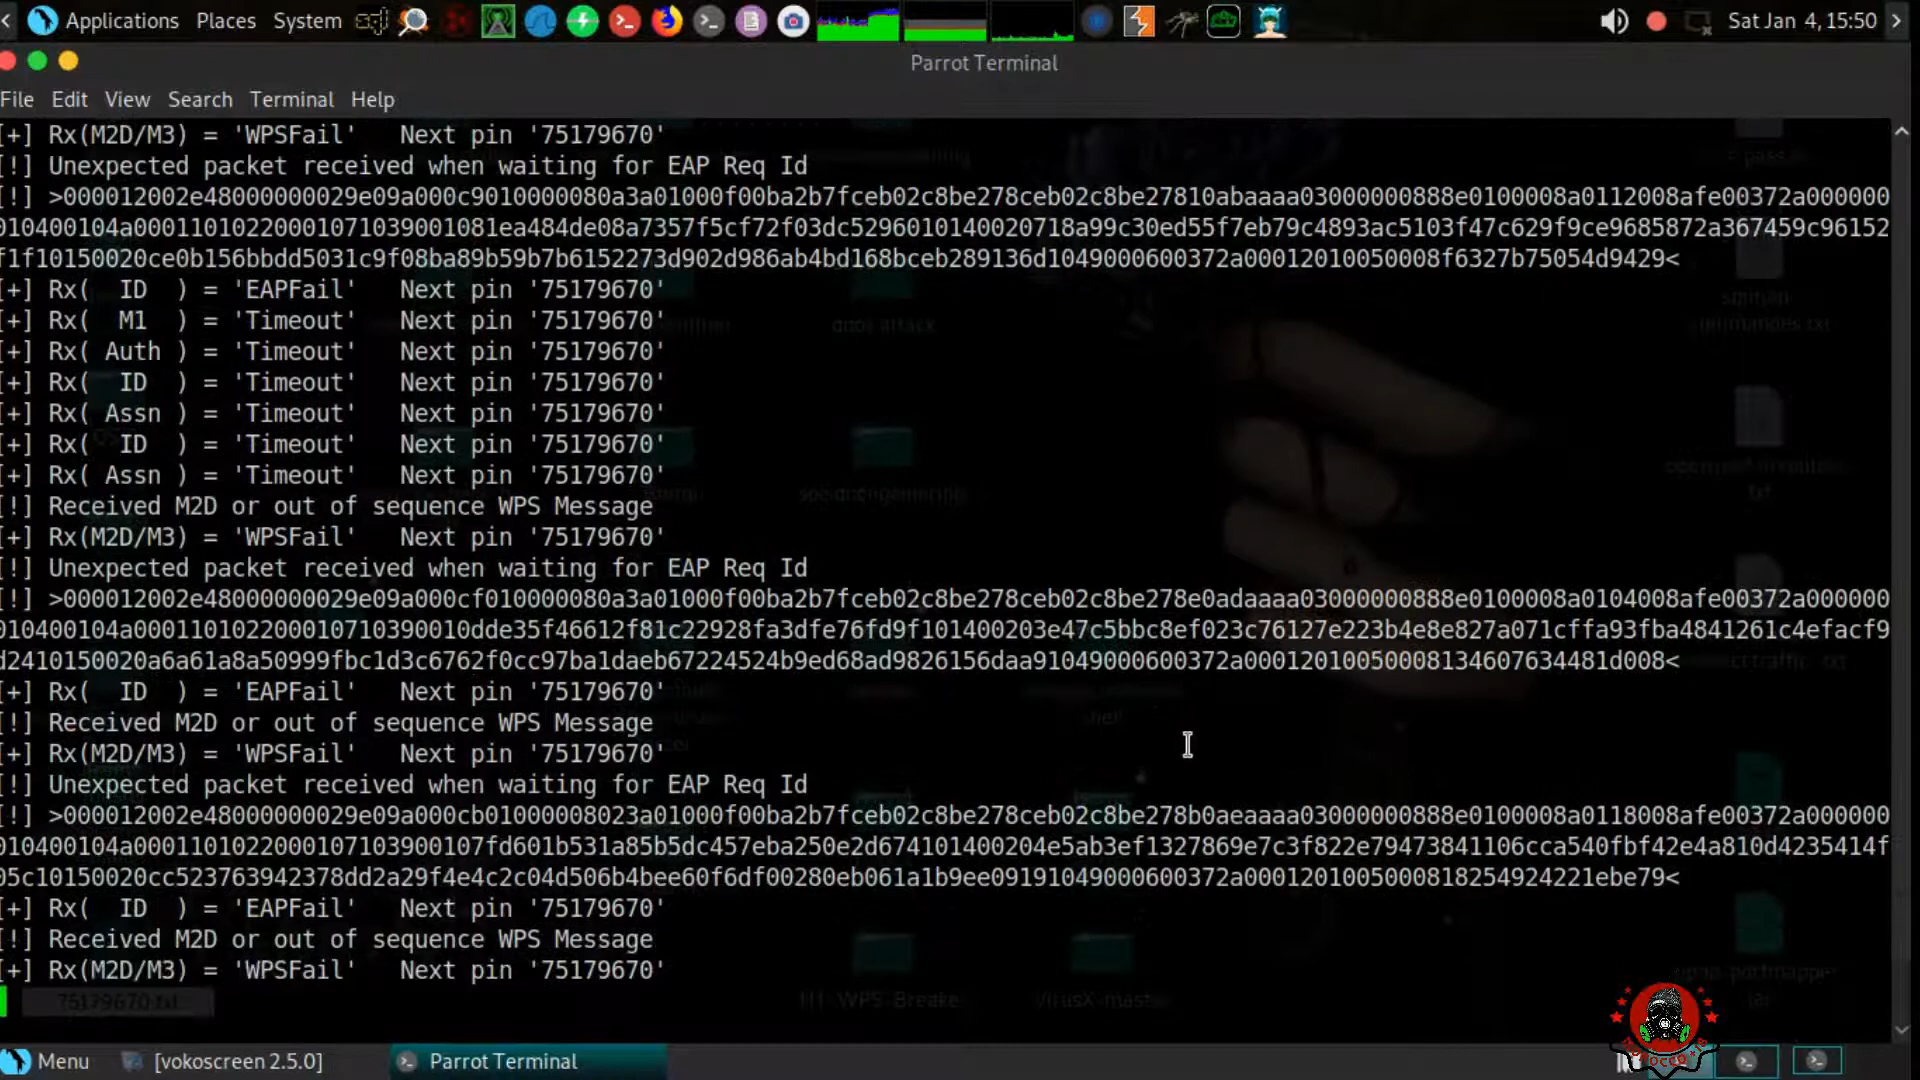 Applications Places System Sat Jan 4, 15:50
Parrot Terminal
File Edit View Search Terminal Help
[+] Rx(M2D/M3) = 'WPSFail' Next pin '75179670'
[!] Unexpected packet received when waiting for EAP Req Id
[!] >000012002e48000000029e09a000c9010000080a3a01000f00ba2b7fceb02c8be278ceb02c8be27810abaaaa03000000888e0100008a0112008afe00372a000000
010400104a000110102200010710390010​81ea484de08a7357f5cf72f03dc5296010140020718a99c30ed55f7eb79c4893ac5103f47c629f9ce9685872a367459c96152
f1f10150020ce0b156bbdd5031c9f08ba89b59b7b6152273d902d986ab4bd168bceb289136d1049000600372a00012010050008f6327b75054d9429<
[+] Rx( ID ) = 'EAPFail' Next pin '75179670'
[+] Rx( M1 ) = 'Timeout' Next pin '75179670'
[+] Rx( Auth ) = 'Timeout' Next pin '75179670'
[+] Rx( ID ) = 'Timeout' Next pin '75179670'
[+] Rx( Assn ) = 'Timeout' Next pin '75179670'
[+] Rx( ID ) = 'Timeout' Next pin '75179670'
[+] Rx( Assn ) = 'Timeout' Next pin '75179670'
[!] Received M2D or out of sequence WPS Message
[+] Rx(M2D/M3) = 'WPSFail' Next pin '75179670'
[!] Unexpected packet received when waiting for EAP Req Id
[!] >000012002e48000000029e09a000cf010000080a3a01000f00ba2b7fceb02c8be278ceb02c8be278e0adaaaa03000000888e0100008a0104008afe00372a000000
010400104a0001101022000107103900​10dde35f46612f81c22928fa3dfe76fd9f101400203e47c5bbc8ef023c76127e223b4e8e827a071cffa93fba4841261c4efacf9
d2410150020a6a61a8a50999fbc1d3c6762f0cc97ba1daeb67224524b9ed68ad9826156daa91049000600372a00012010050008134607634481d008<
[+] Rx( ID ) = 'EAPFail' Next pin '75179670'
[!] Received M2D or out of sequence WPS Message
[+] Rx(M2D/M3) = 'WPSFail' Next pin '75179670'
[!] Unexpected packet received when waiting for EAP Req Id
[!] >000012002e48000000029e09a000cb0100008023a01000f00ba2b7fceb02c8be278ceb02c8be278b0aeaaaa03000000888e0100008a0118008afe00372a000000
010400104a000110102200010710390​0107fd601b531a85b5dc457eba250e2d674101400204e5ab3ef1327869e7c3f822e79473841106cca540fbf42e4a810d4235414f
05c10150020cc523763942378dd2a29f4e4c2c04d506b4bee60f6df00280eb061a1b9ee09191049000600372a0001201005000818254924221ebe79<
[+] Rx( ID ) = 'EAPFail' Next pin '75179670'
[!] Received M2D or out of sequence WPS Message
[+] Rx(M2D/M3) = 'WPSFail' Next pin '75179670'
75179670.txt
Menu [vokoscreen 2.5.0] Parrot Terminal